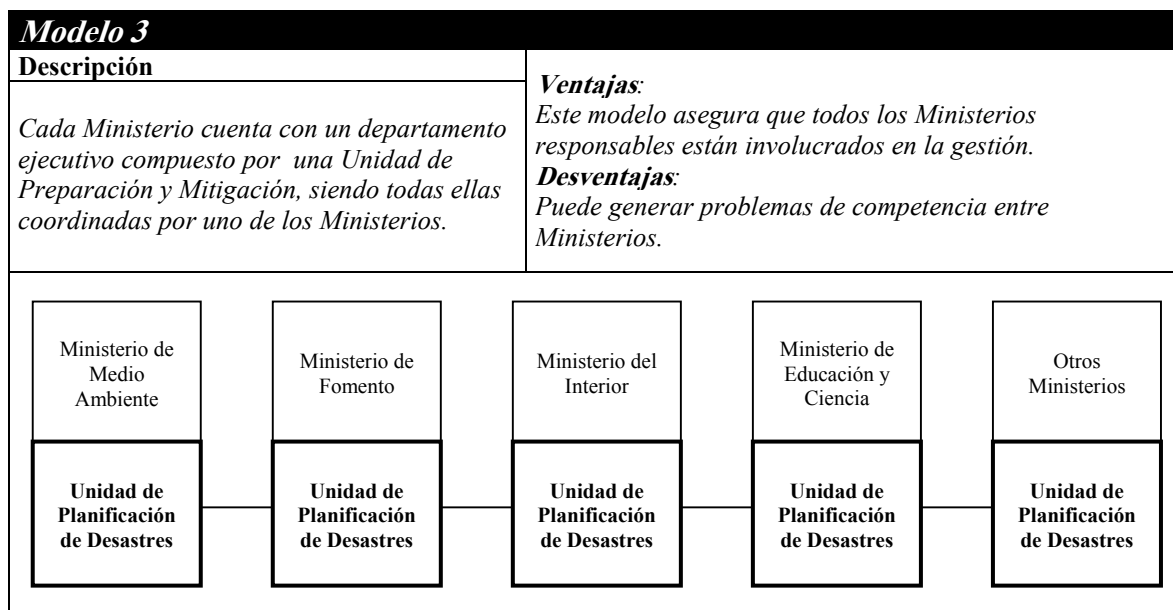 Modelo 3
Descripción
Cada Ministerio cuenta con un departamento
ejecutivo compuesto por una Unidad de
Preparación y Mitigación, siendo todas ellas
coordinadas por uno de los Ministerios.
Ventajas:
Este modelo asegura que todos los Ministerios
responsables están involucrados en la gestión.
Desventajas:
Puede generar problemas de competencia entre
Ministerios.
Ministerio de
Medio
Ambiente
Ministerio de
Fomento
Ministerio del
Interior
Ministerio de
Educación y
Ciencia
Otros
Ministerios
Unidad de
Planificación
de Desastres
Unidad de
Planificación
de Desastres
Unidad de
Planificación
de Desastres
Unidad de
Planificación
de Desastres
Unidad de
Planificación
de Desastres